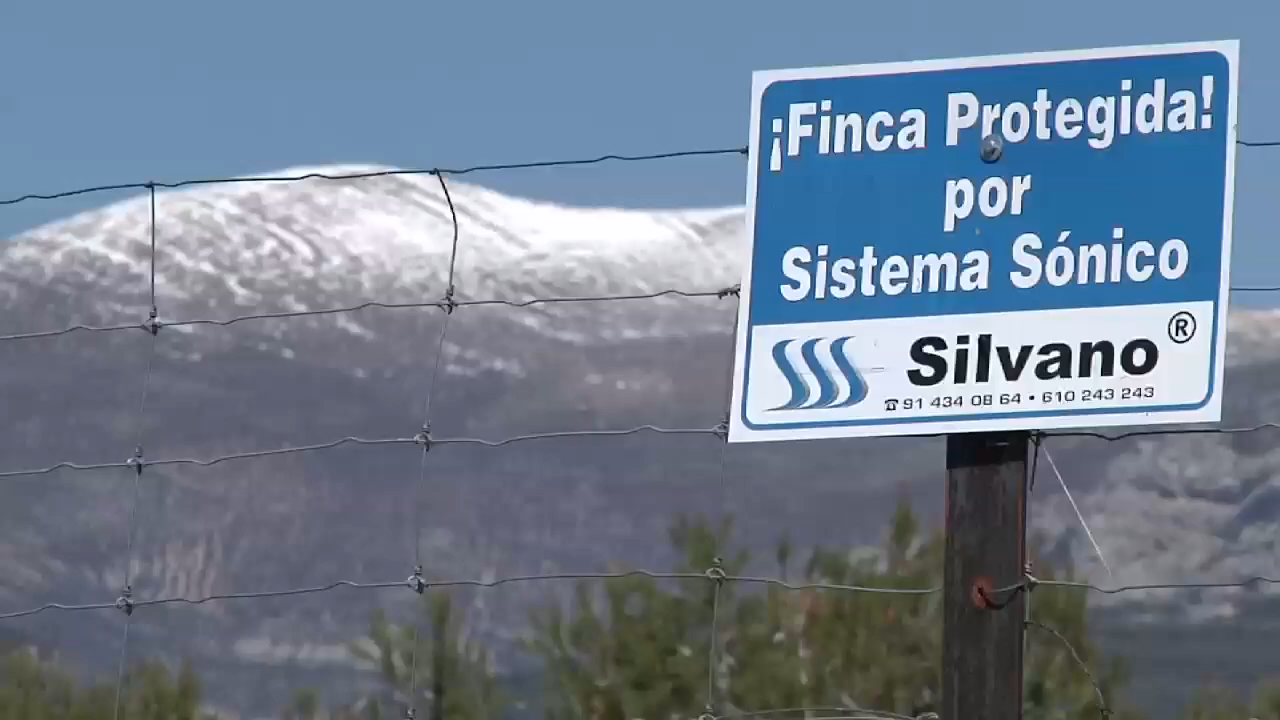 ¡Finca Protegida!
por
Sistema Sónico
Silvano®
☎91 434 08 64 • 610 243 243